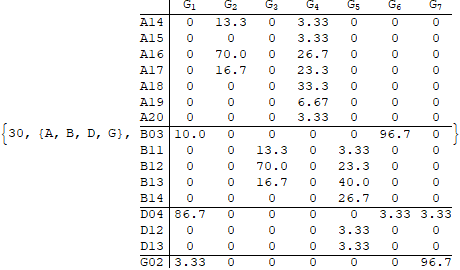 G₁ G₂ G₃ G₄ G₅ G₆ G₇
A14 0 13.3 0 3.33 0 0 0
A15 0 0 0 3.33 0 0 0
A16 0 70.0 0 26.7 0 0 0
A17 0 16.7 0 23.3 0 0 0
A18 0 0 0 33.3 0 0 0
A19 0 0 0 6.67 0 0 0
A20 0 0 0 3.33 0 0 0
{30, {A, B, D, G}, B03 10.0 0 0 0 0 96.7 0 }
B11 0 0 13.3 0 3.33 0 0
B12 0 0 70.0 0 23.3 0 0
B13 0 0 16.7 0 40.0 0 0
B14 0 0 0 0 26.7 0 0
D04 86.7 0 0 0 0 3.33 3.33
D12 0 0 0 0 3.33 0 0
D13 0 0 0 0 3.33 0 0
G02 3.33 0 0 0 0 0 96.7